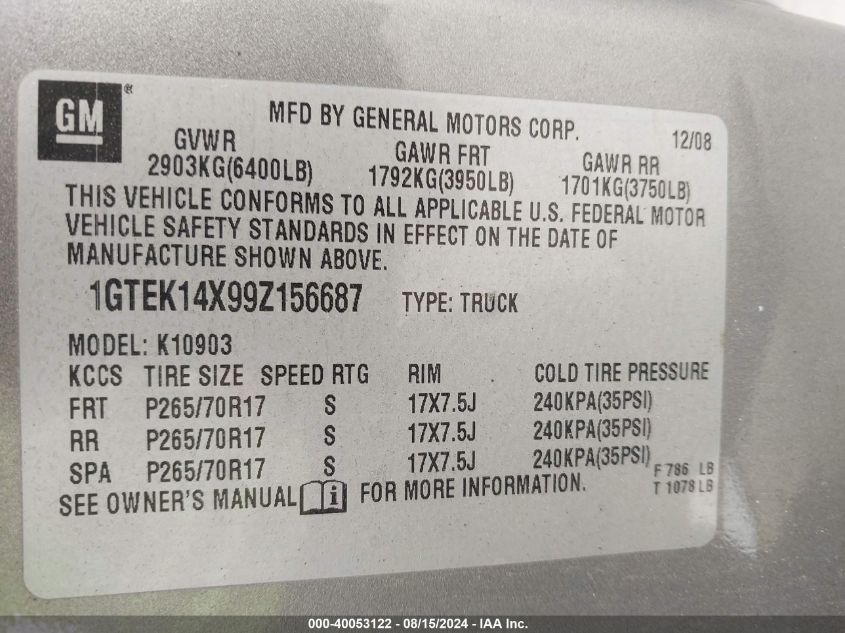 GM ®
MFD BY GENERAL MOTORS CORP.
12/08
GVWR GAWR FRT GAWR RR
2903KG(6400LB) 1792KG(3950LB) 1701KG(3750LB)
THIS VEHICLE CONFORMS TO ALL APPLICABLE U.S. FEDERAL MOTOR
VEHICLE SAFETY STANDARDS IN EFFECT ON THE DATE OF
MANUFACTURE SHOWN ABOVE.
1GTEK14X99Z156687 TYPE: TRUCK
MODEL: K10903
KCCS TIRE SIZE SPEED RTG RIM COLD TIRE PRESSURE
FRT P265/70R17 S 17X7.5J 240KPA(35PSI)
RR P265/70R17 S 17X7.5J 240KPA(35PSI)
SPA P265/70R17 S 17X7.5J 240KPA(35PSI)
F 786 LB
T 1078 LB
SEE OWNER'S MANUAL i FOR MORE INFORMATION.
000-40053122 - 08/15/2024 - IAA Inc.